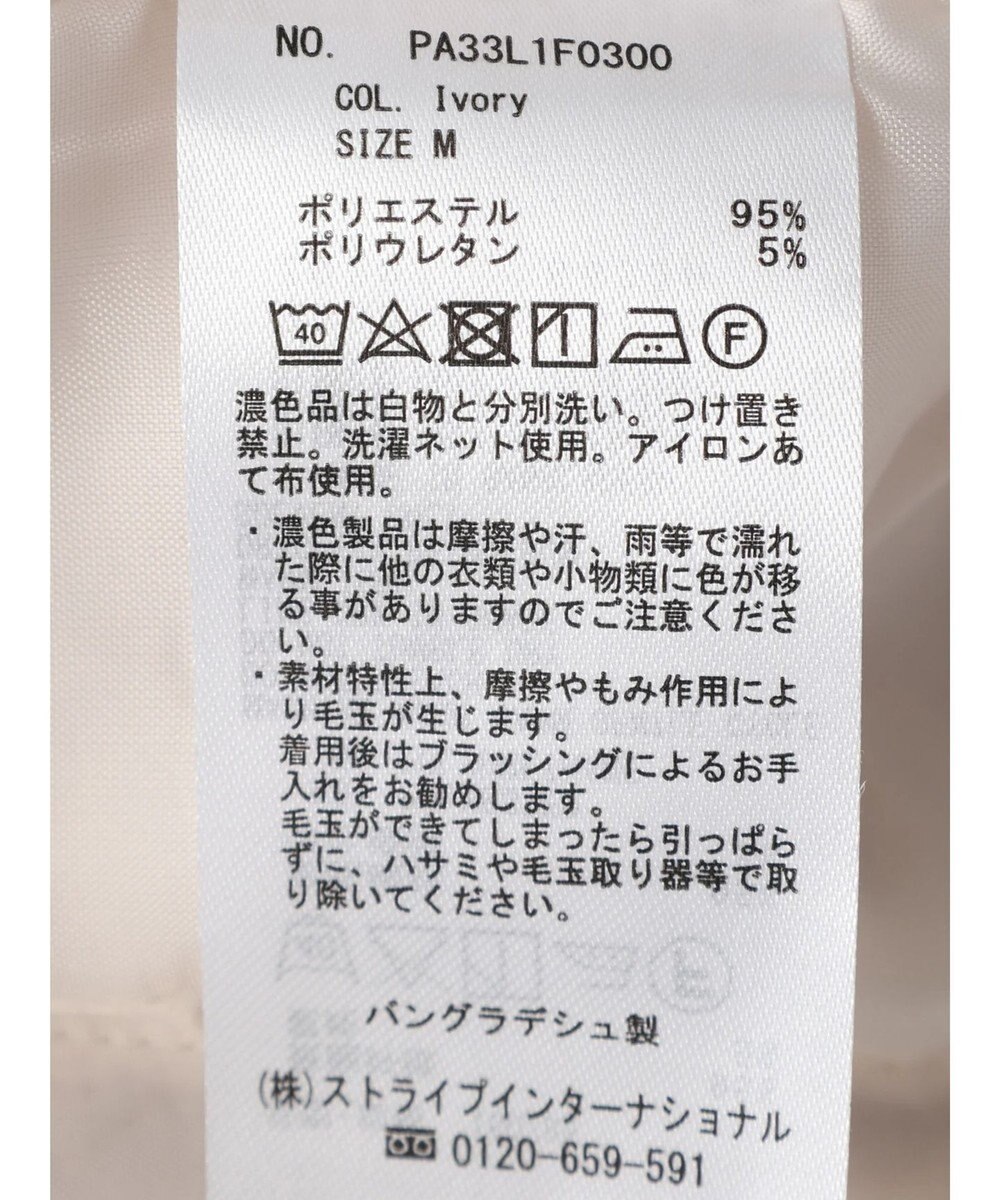 NO. PA33L1F0300
COL. Ivory
SIZE M
ポリエステル 95%
ポリウレタン 5%
40 F
濃色品は白物と分別洗い。つけ置き
禁止。洗濯ネット使用。アイロンあ
て布使用。
・濃色製品は摩擦や汗、雨等で濡れ
た際に他の衣類や小物類に色が移
る事がありますのでご注意くださ
い。
・素材特性上、摩擦やもみ作用によ
り毛玉が生じます。
着用後はブラッシングによるお手
入れをお勧めします。
毛玉ができてしまったら引っぱら
ずに、ハサミや毛玉取り器等で取
り除いてください。
バングラデシュ製
(株)ストライプインターナショナル
0120-659-591